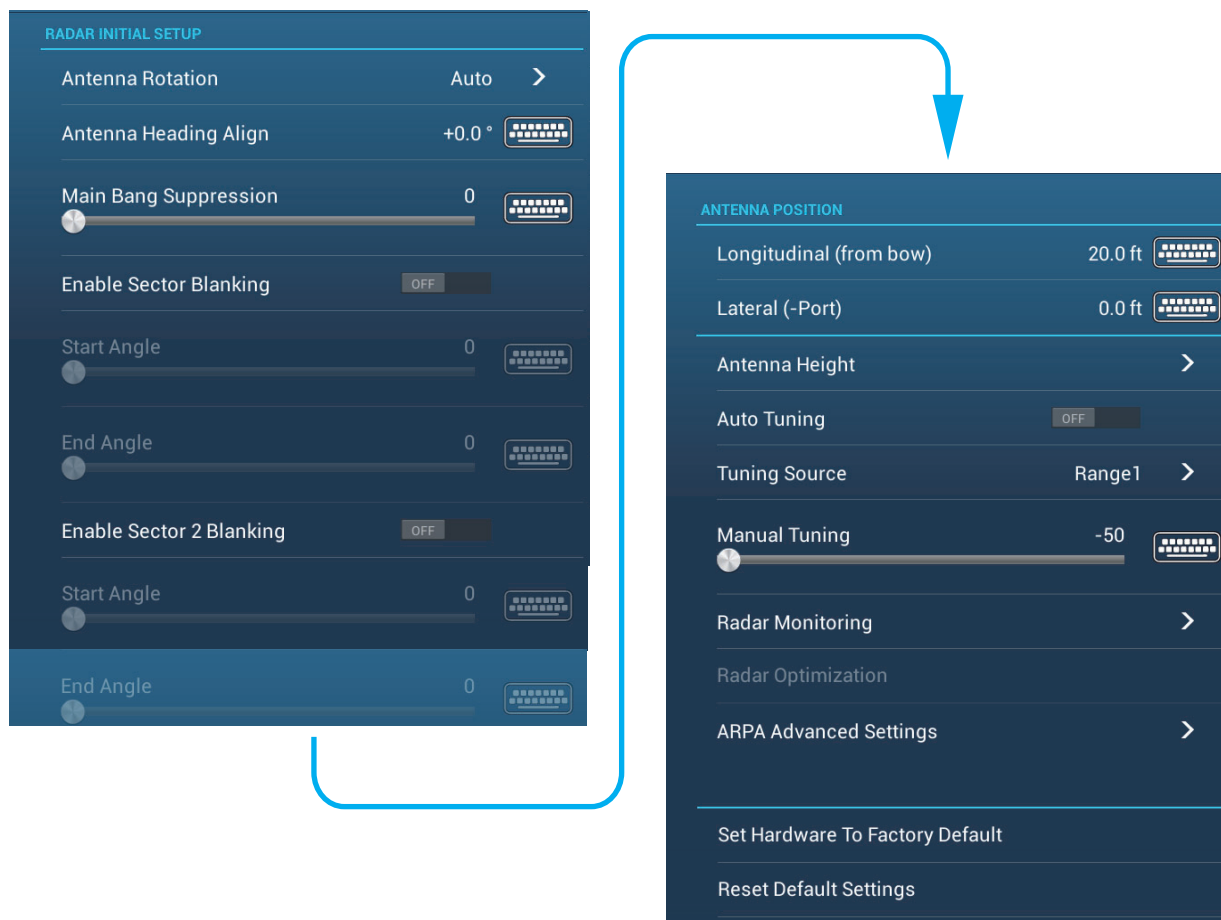 RADAR INITIAL SETUP
Antenna Rotation Auto
Antenna Heading Align +0.0 °
Main Bang Suppression 0
Enable Sector Blanking OFF
Start Angle 0
End Angle 0
Enable Sector 2 Blanking OFF
Start Angle 0
End Angle 0
ANTENNA POSITION
Longitudinal (from bow) 20.0 ft
Lateral (-Port) 0.0 ft
Antenna Height
Auto Tuning OFF
Tuning Source Range1
Manual Tuning -50
Radar Monitoring
Radar Optimization
ARPA Advanced Settings
Set Hardware To Factory Default
Reset Default Settings